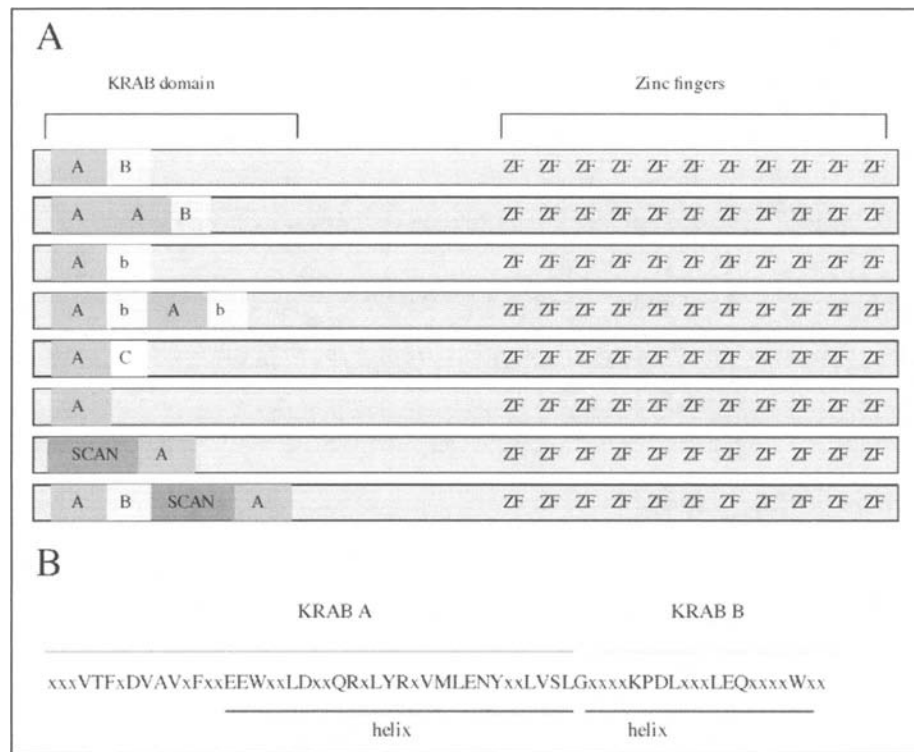 A
KRAB domain Zinc fingers
A B ZF ZF ZF ZF ZF ZF ZF ZF ZF ZF ZF
A A B ZF ZF ZF ZF ZF ZF ZF ZF ZF ZF ZF
A b ZF ZF ZF ZF ZF ZF ZF ZF ZF ZF ZF
A b A b ZF ZF ZF ZF ZF ZF ZF ZF ZF ZF ZF
A C ZF ZF ZF ZF ZF ZF ZF ZF ZF ZF ZF
A ZF ZF ZF ZF ZF ZF ZF ZF ZF ZF ZF
SCAN A ZF ZF ZF ZF ZF ZF ZF ZF ZF ZF ZF
A B SCAN A ZF ZF ZF ZF ZF ZF ZF ZF ZF ZF ZF
B
KRAB A KRAB B
xxxVTFxDVAVxFxxEEWxxLDxxQRxLYRxVMLENYxxLVSLGxxxxKPDLxxxLEQxxxxWxx
helix helix